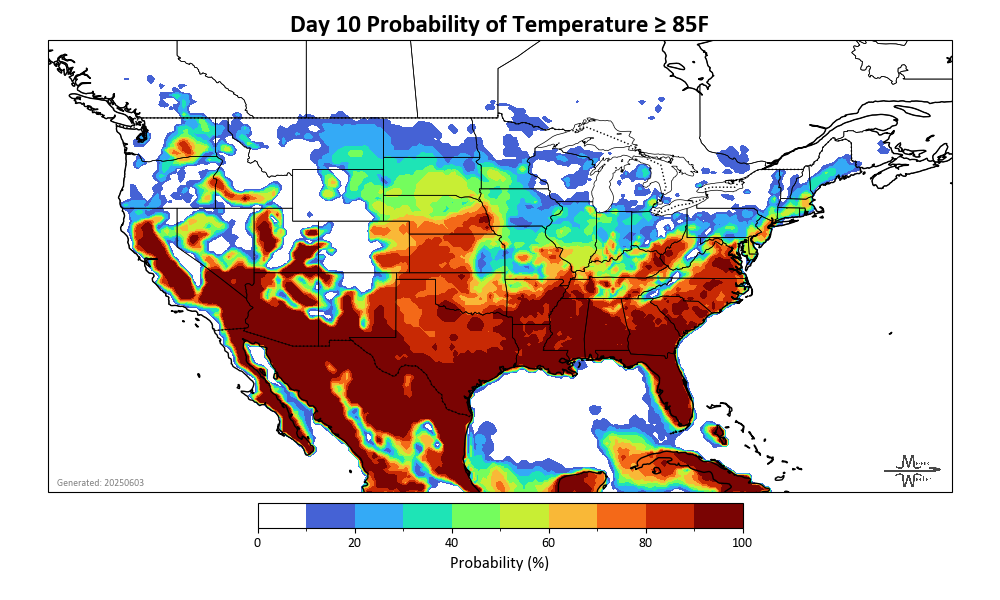 Day 10 Probability of Temperature ≥ 85F
Generated: 20250603
0 20 40 60 80 100
Probability (%)